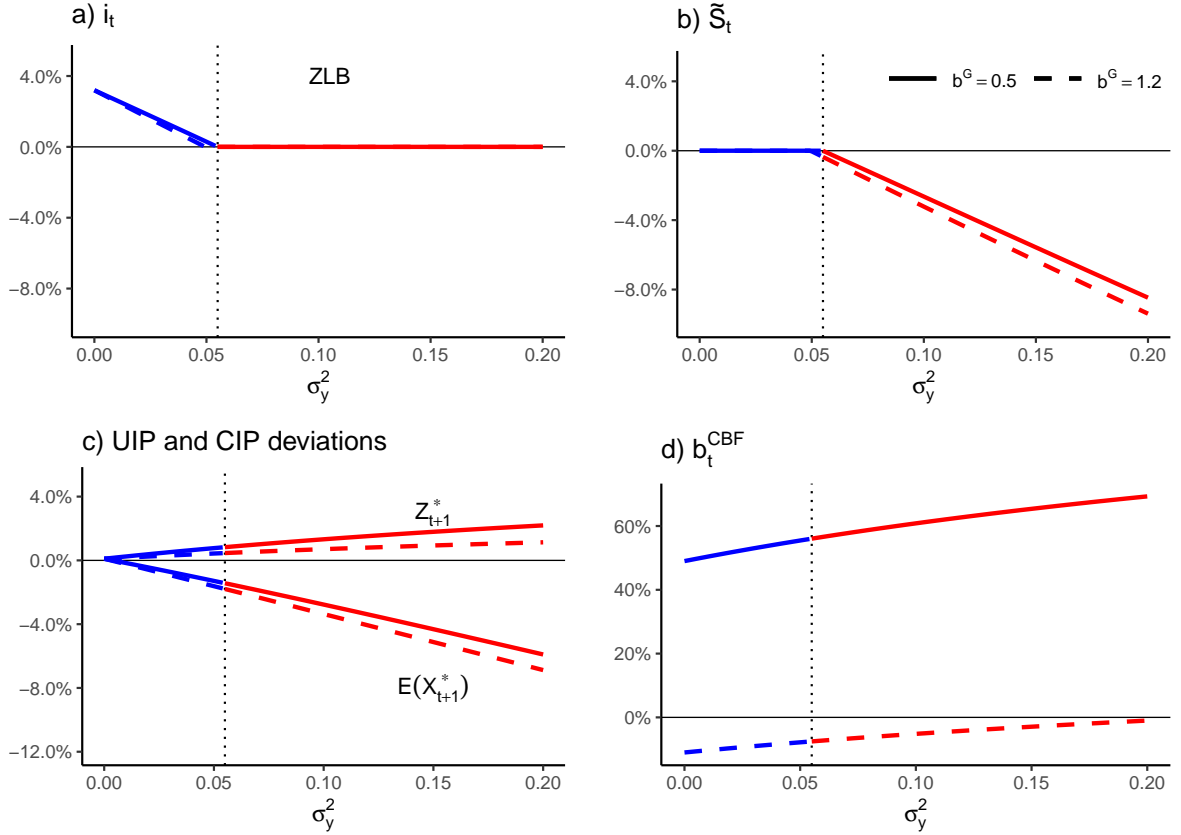 a) i_t
4.0%
0.0%
−4.0%
−8.0%
ZLB
0.00 0.05 0.10 0.15 0.20
σ_y^2
b) S̃_t
4.0%
0.0%
−4.0%
−8.0%
b^G = 0.5 b^G = 1.2
0.00 0.05 0.10 0.15 0.20
σ_y^2
c) UIP and CIP deviations
4.0%
0.0%
−4.0%
−8.0%
−12.0%
Z_{t+1}^*
E(X_{t+1}^*)
0.00 0.05 0.10 0.15 0.20
σ_y^2
d) b_t^{CBF}
60%
40%
20%
0%
0.00 0.05 0.10 0.15 0.20
σ_y^2